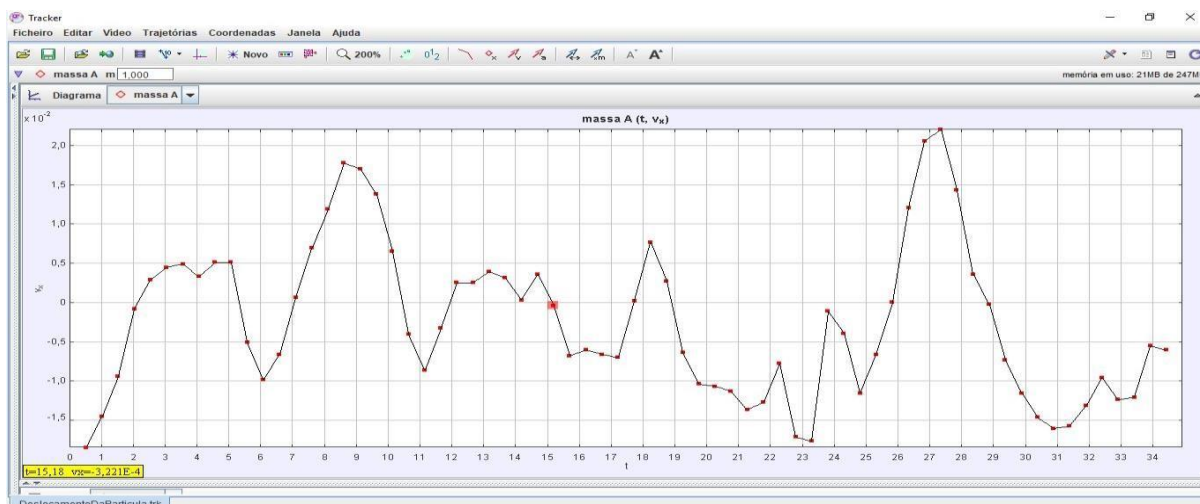 Tracker
Ficheiro Editar Video Trajetórias Coordenadas Janela Ajuda
Novo 200%
massa A m 1,000 memória em uso: 21MB de 247M
Diagrama massa A
x 10-2 massa A (t, vx)
2,0
1,5
1,0
0,5
0
-0,5
-1,0
-1,5
vx
0 1 2 3 4 5 6 7 8 9 10 11 12 13 14 15 16 17 18 19 20 21 22 23 24 25 26 27 28 29 30 31 32 33 34
t
t=15,18 vx=-3,221E-4
DeslocamentoDaParticula.trk